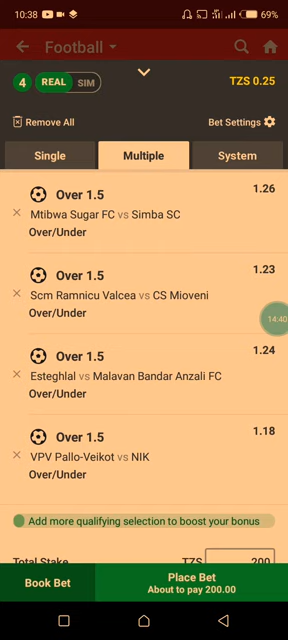 10:38
69%
Football
4 REAL SIM
TZS 0.25
Remove All
Bet Settings
Single Multiple System
Over 1.5 1.26
Mtibwa Sugar FC vs Simba SC
Over/Under
Over 1.5 1.23
Scm Ramnicu Valcea vs CS Mioveni
Over/Under
14:40
Over 1.5 1.24
Esteghlal vs Malavan Bandar Anzali FC
Over/Under
Over 1.5 1.18
VPV Pallo-Veikot vs NIK
Over/Under
Add more qualifying selection to boost your bonus
Total Stake TZS 200
Book Bet
Place Bet
About to pay 200.00